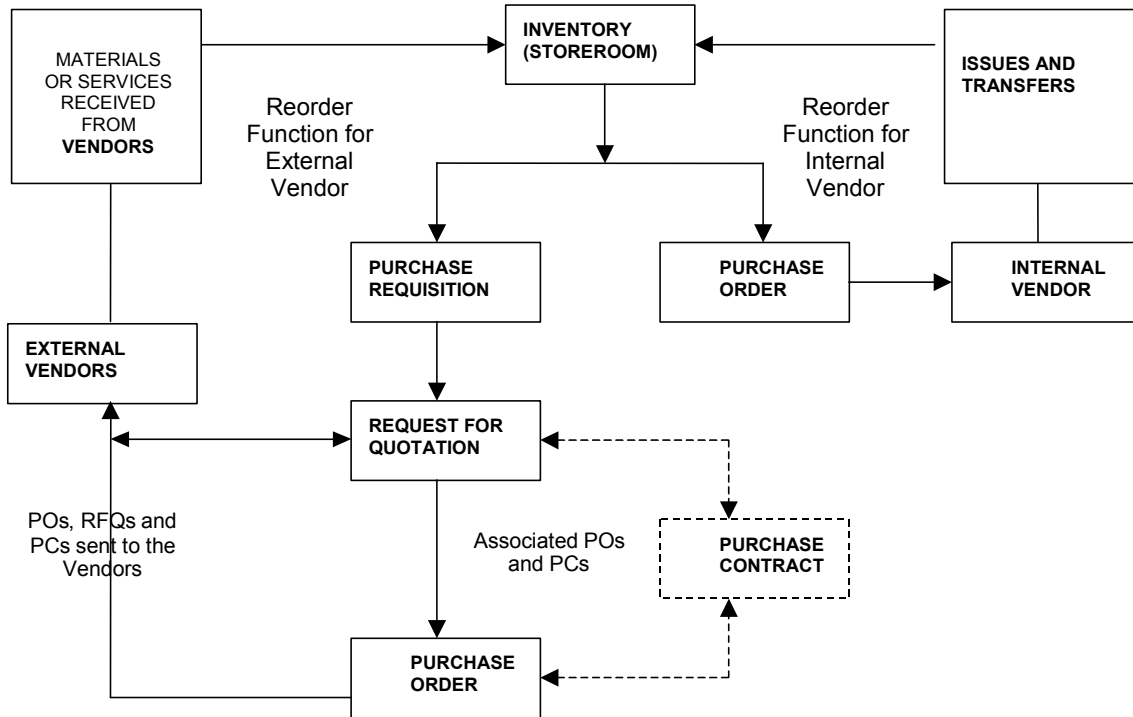 MATERIALS
OR SERVICES
RECEIVED
FROM
VENDORS
INVENTORY
(STOREROOM)
ISSUES AND
TRANSFERS
Reorder
Function for
External
Vendor
Reorder
Function for
Internal
Vendor
PURCHASE
REQUISITION
PURCHASE
ORDER
INTERNAL
VENDOR
EXTERNAL
VENDORS
REQUEST FOR
QUOTATION
POs, RFQs and
PCs sent to the
Vendors
Associated POs
and PCs
PURCHASE
CONTRACT
PURCHASE
ORDER